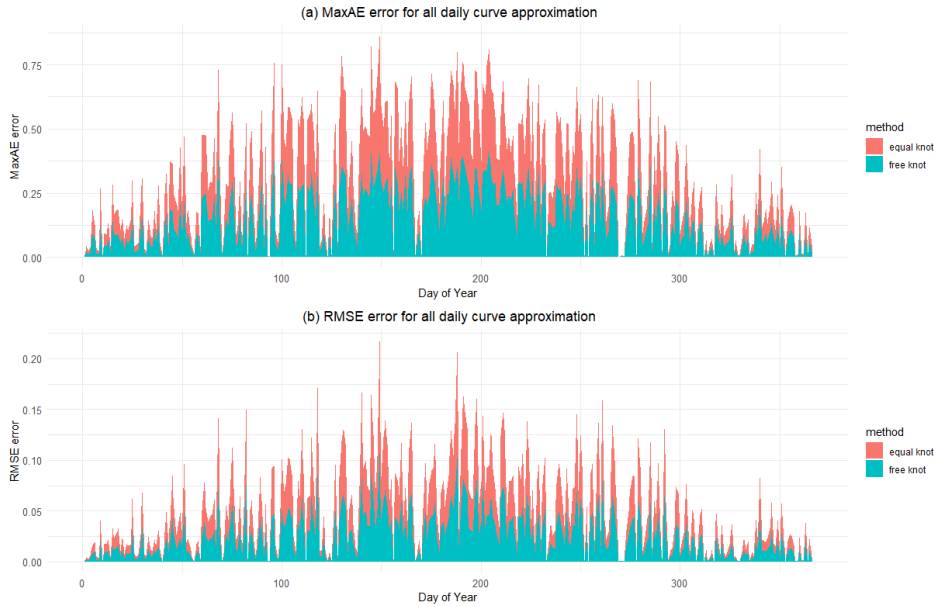 (a) MaxAE error for all daily curve approximation
0.75
0.50
0.25
0.00
MaxAE error
0
100
200
300
Day of Year
method
equal knot
free knot
(b) RMSE error for all daily curve approximation
0.20
0.15
0.10
0.05
0.00
RMSE error
0
100
200
300
Day of Year
method
equal knot
free knot